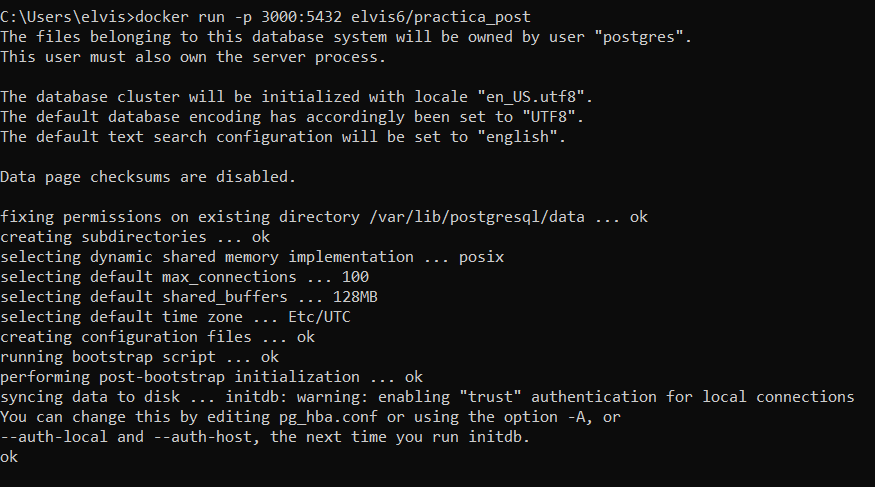 C:\Users\elvis>docker run -p 3000:5432 elvis6/practica_post
The files belonging to this database system will be owned by user "postgres".
This user must also own the server process.
The database cluster will be initialized with locale "en_US.utf8".
The default database encoding has accordingly been set to "UTF8".
The default text search configuration will be set to "english".
Data page checksums are disabled.
fixing permissions on existing directory /var/lib/postgresql/data ... ok
creating subdirectories ... ok
selecting dynamic shared memory implementation ... posix
selecting default max_connections ... 100
selecting default shared_buffers ... 128MB
selecting default time zone ... Etc/UTC
creating configuration files ... ok
running bootstrap script ... ok
performing post-bootstrap initialization ... ok
syncing data to disk ... initdb: warning: enabling "trust" authentication for local connections
You can change this by editing pg_hba.conf or using the option -A, or
--auth-local and --auth-host, the next time you run initdb.
ok